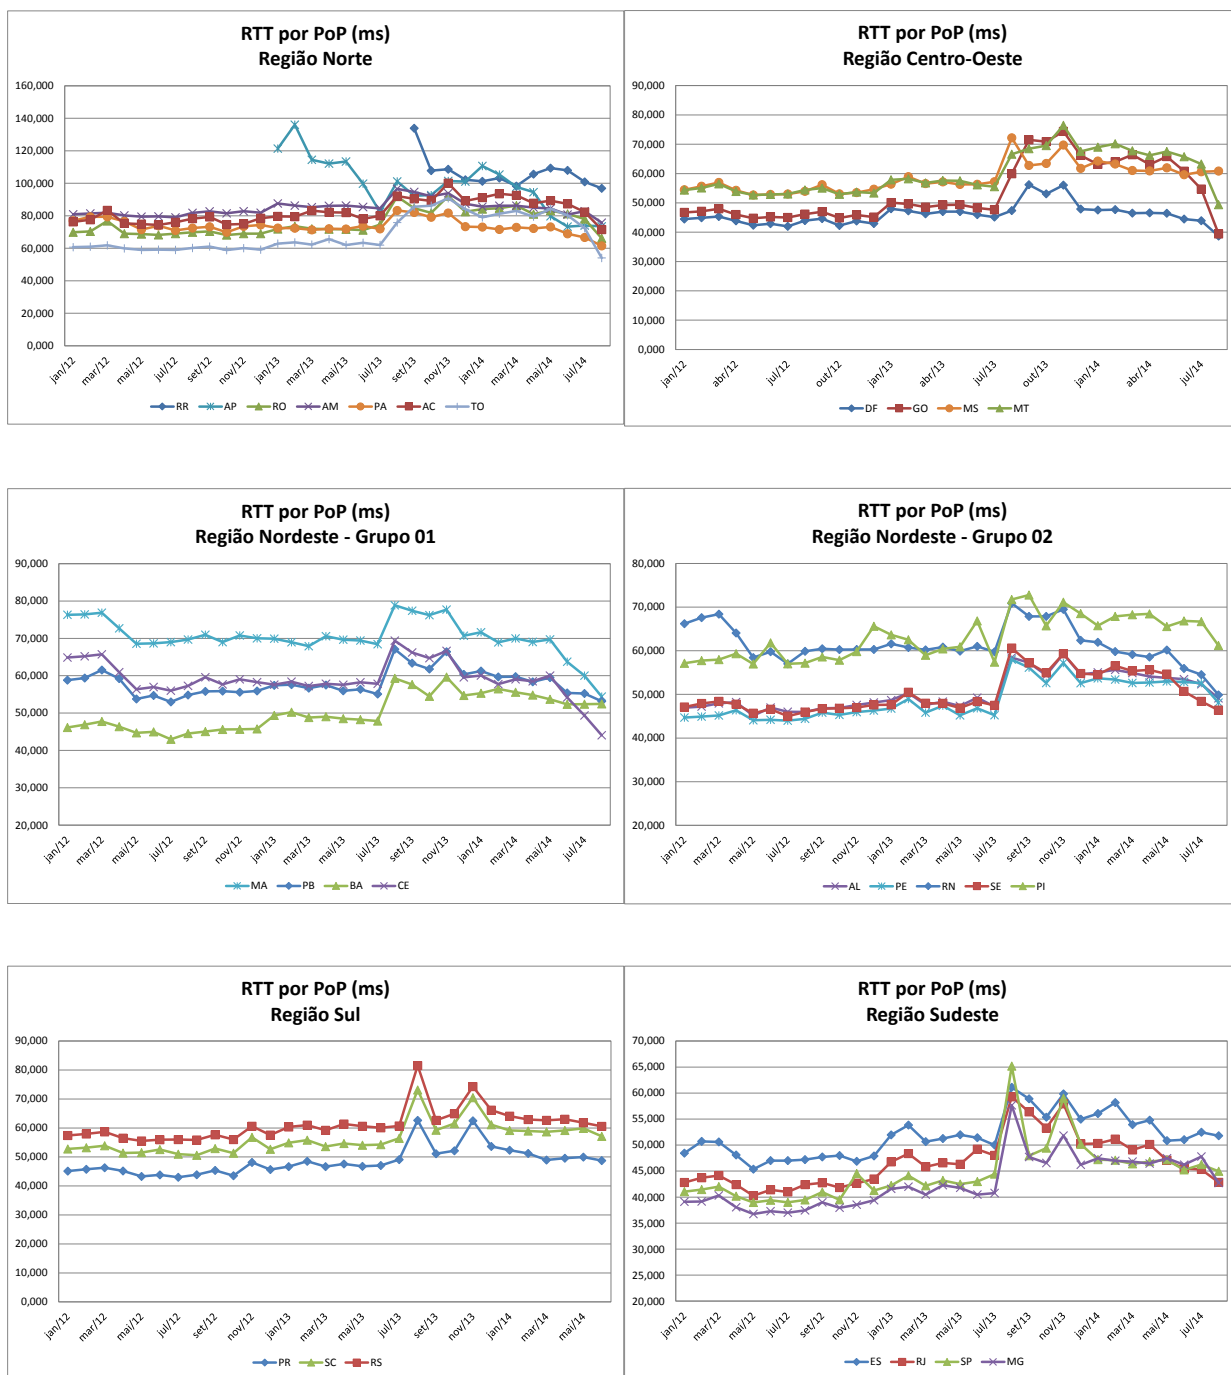 RTT por PoP (ms)
Região Norte
160,000
140,000
120,000
100,000
80,000
60,000
40,000
20,000
0,000
jan/12 mar/12 mai/12 jul/12 set/12 nov/12 jan/13 mar/13 mai/13 jul/13 set/13 nov/13 jan/14 mar/14 mai/14 jul/14
RR AP RO AM PA AC TO
RTT por PoP (ms)
Região Centro-Oeste
90,000
80,000
70,000
60,000
50,000
40,000
30,000
20,000
10,000
0,000
jan/12 abr/12 jul/12 out/12 jan/13 abr/13 jul/13 out/13 jan/14 abr/14 jul/14
DF GO MS MT
RTT por PoP (ms)
Região Nordeste - Grupo 01
90,000
80,000
70,000
60,000
50,000
40,000
30,000
20,000
jan/12 mar/12 mai/12 jul/12 set/12 nov/12 jan/13 mar/13 mai/13 jul/13 set/13 nov/13 jan/14 mar/14 mai/14 jul/14
MA PB BA CE
RTT por PoP (ms)
Região Nordeste - Grupo 02
80,000
70,000
60,000
50,000
40,000
30,000
20,000
jan/12 mar/12 mai/12 jul/12 set/12 nov/12 jan/13 mar/13 mai/13 jul/13 set/13 nov/13 jan/14 mar/14 mai/14 jul/14
AL PE RN SE PI
RTT por PoP (ms)
Região Sul
90,000
80,000
70,000
60,000
50,000
40,000
30,000
20,000
10,000
0,000
jan/12 mar/12 mai/12 jul/12 set/12 nov/12 jan/13 mar/13 mai/13 jul/13 set/13 nov/13 jan/14 mar/14 mai/14
PR SC RS
RTT por PoP (ms)
Região Sudeste
70,000
65,000
60,000
55,000
50,000
45,000
40,000
35,000
30,000
25,000
20,000
jan/12 mar/12 mai/12 jul/12 set/12 nov/12 jan/13 mar/13 mai/13 jul/13 set/13 nov/13 jan/14 mar/14 mai/14 jul/14
ES RJ SP MG